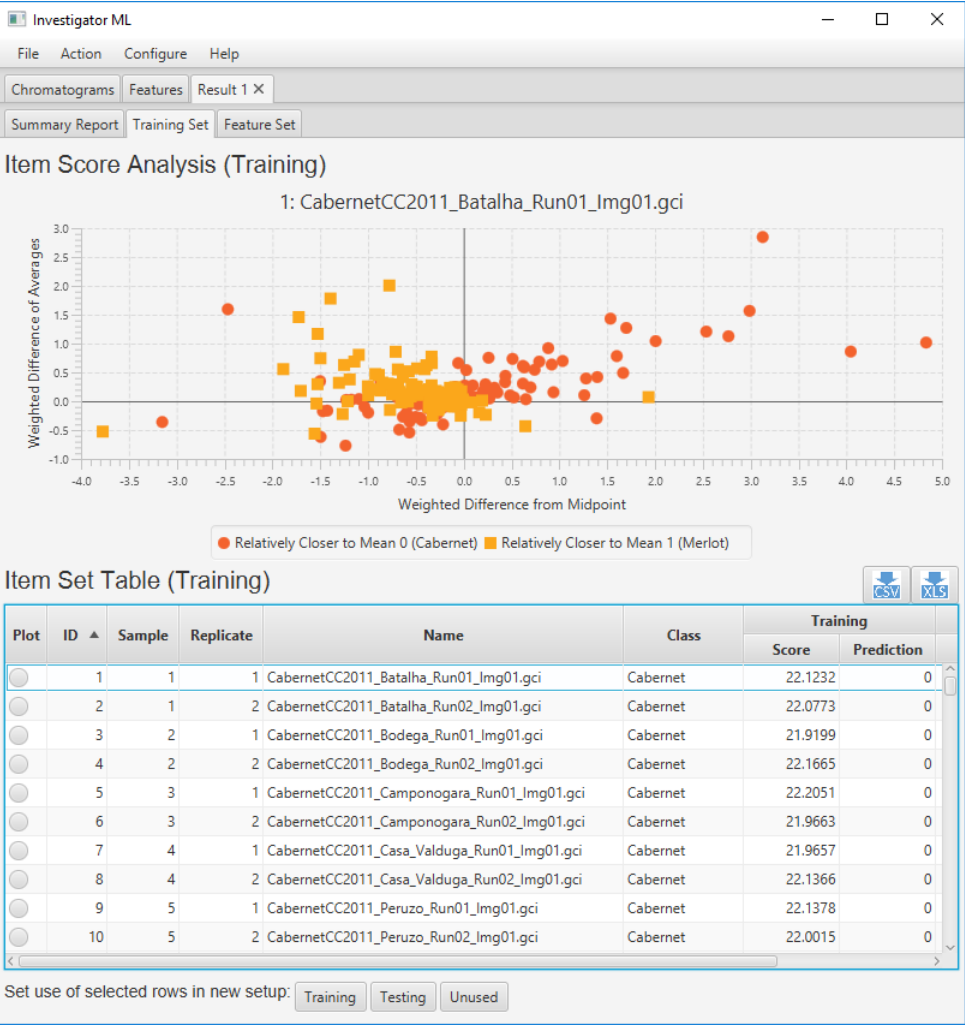 Investigator ML
File Action Configure Help
Chromatograms Features Result 1
Summary Report Training Set Feature Set
Item Score Analysis (Training)
1: CabernetCC2011_Batalha_Run01_Img01.gci
Weighted Difference of Averages
3.0
2.5
2.0
1.5
1.0
0.5
0.0
-0.5
-1.0
-4.0 -3.5 -3.0 -2.5 -2.0 -1.5 -1.0 -0.5 0.0 0.5 1.0 1.5 2.0 2.5 3.0 3.5 4.0 4.5 5.0
Weighted Difference from Midpoint
Relatively Closer to Mean 0 (Cabernet) Relatively Closer to Mean 1 (Merlot)
Item Set Table (Training)
CSV XLS
Training
Plot ID Sample Replicate Name Class
Score Prediction
1 1 1 CabernetCC2011_Batalha_Run01_Img01.gci Cabernet 22.1232 0
2 1 2 CabernetCC2011_Batalha_Run02_Img01.gci Cabernet 22.0773 0
3 2 1 CabernetCC2011_Bodega_Run01_Img01.gci Cabernet 21.9199 0
4 2 2 CabernetCC2011_Bodega_Run02_Img01.gci Cabernet 22.1665 0
5 3 1 CabernetCC2011_Camponogara_Run01_Img01.gci Cabernet 22.2051 0
6 3 2 CabernetCC2011_Camponogara_Run02_Img01.gci Cabernet 21.9663 0
7 4 1 CabernetCC2011_Casa_Valduga_Run01_Img01.gci Cabernet 21.9657 0
8 4 2 CabernetCC2011_Casa_Valduga_Run02_Img01.gci Cabernet 22.1366 0
9 5 1 CabernetCC2011_Peruzo_Run01_Img01.gci Cabernet 22.1378 0
10 5 2 CabernetCC2011_Peruzo_Run02_Img01.gci Cabernet 22.0015 0
Set use of selected rows in new setup: Training Testing Unused